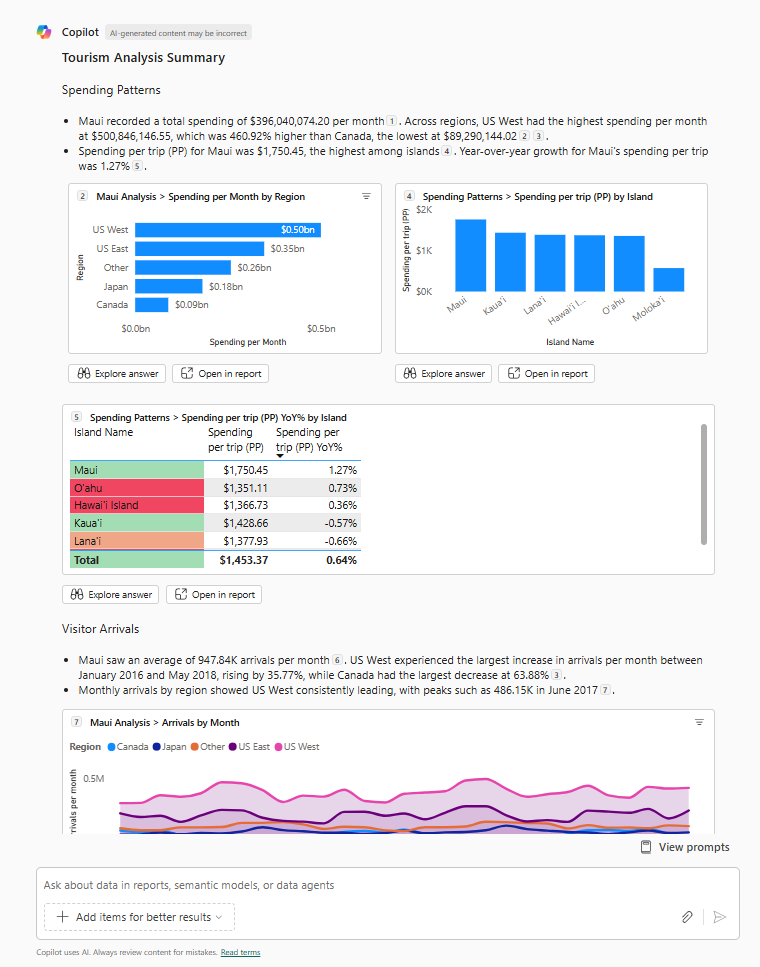 Copilot AI-generated content may be incorrect
Tourism Analysis Summary
Spending Patterns
• Maui recorded a total spending of $396,040,074.20 per month 1 . Across regions, US West had the highest spending per month
at $500,846,146.55, which was 460.92% higher than Canada, the lowest at $89,290,144.02 2 3 .
• Spending per trip (PP) for Maui was $1,750.45, the highest among islands 4 . Year-over-year growth for Maui's spending per trip
was 1.27% 5 .
2 Maui Analysis > Spending per Month by Region
Region
US West $0.50bn
US East $0.35bn
Other $0.26bn
Japan $0.18bn
Canada $0.09bn
$0.0bn $0.5bn
Spending per Month
4 Spending Patterns > Spending per trip (PP) by Island
Spending per trip (PP)
$2K
$1K
$0K
Maui Kaua'i Lana'i Hawai'i I... O'ahu Moloka'i
Island Name
Explore answer Open in report
Explore answer Open in report
5 Spending Patterns > Spending per trip (PP) YoY% by Island
Island Name Spending per trip (PP) Spending per trip (PP) YoY%
Maui $1,750.45 1.27%
O'ahu $1,351.11 0.73%
Hawai'i Island $1,366.73 0.36%
Kaua'i $1,428.66 -0.57%
Lana'i $1,377.93 -0.66%
Total $1,453.37 0.64%
Explore answer Open in report
Visitor Arrivals
• Maui saw an average of 947.84K arrivals per month 6 . US West experienced the largest increase in arrivals per month between
January 2016 and May 2018, rising by 35.77%, while Canada had the largest decrease at 63.88% 3 .
• Monthly arrivals by region showed US West consistently leading, with peaks such as 486.15K in June 2017 7 .
7 Maui Analysis > Arrivals by Month
Region Canada Japan Other US East US West
rrivals per month
0.5M
View prompts
Ask about data in reports, semantic models, or data agents
Add items for better results
Copilot uses AI. Always review content for mistakes. Read terms